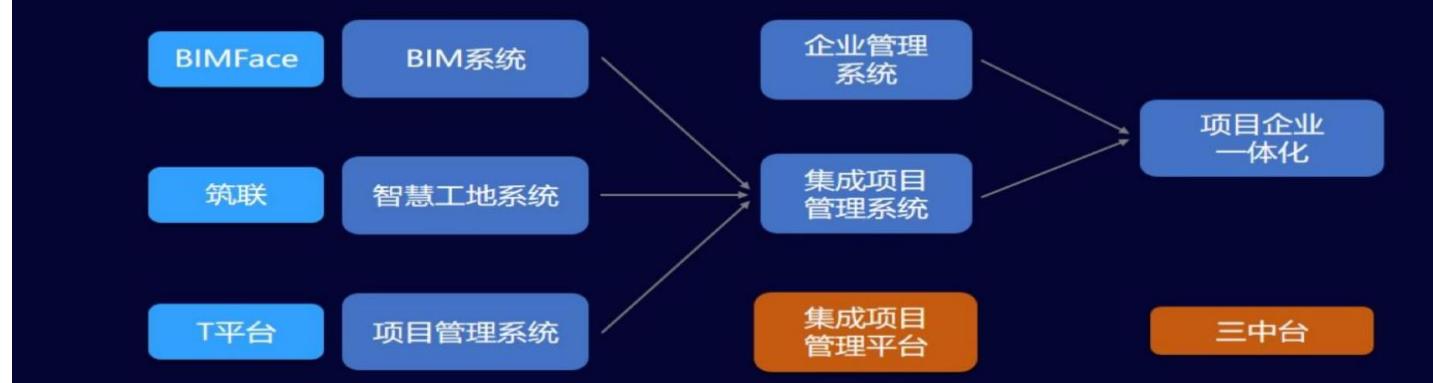 BIMFace
BIM系统
企业管理
系统
项目企业
一体化
筑联
智慧工地系统
集成项目
管理系统
T平台
项目管理系统
集成项目
管理平台
三中台